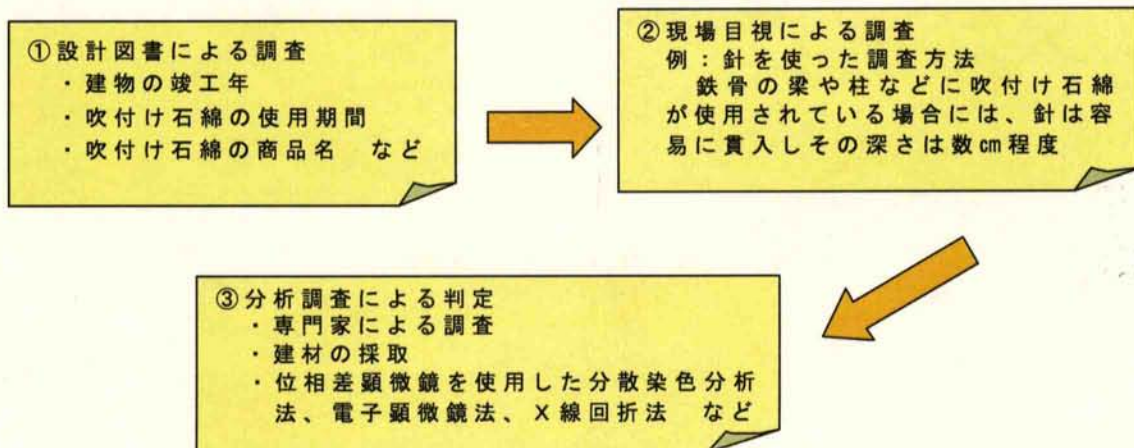 ①設計図書による調査
・建物の竣工年
・吹付け石綿の使用期間
・吹付け石綿の商品名　など
②現場目視による調査
例：針を使った調査方法
鉄骨の梁や柱などに吹付け石綿
が使用されている場合には、針は容
易に貫入しその深さは数㎝程度
③分析調査による判定
・専門家による調査
・建材の採取
・位相差顕微鏡を使用した分散染色分析
法、電子顕微鏡法、X線回折法　など